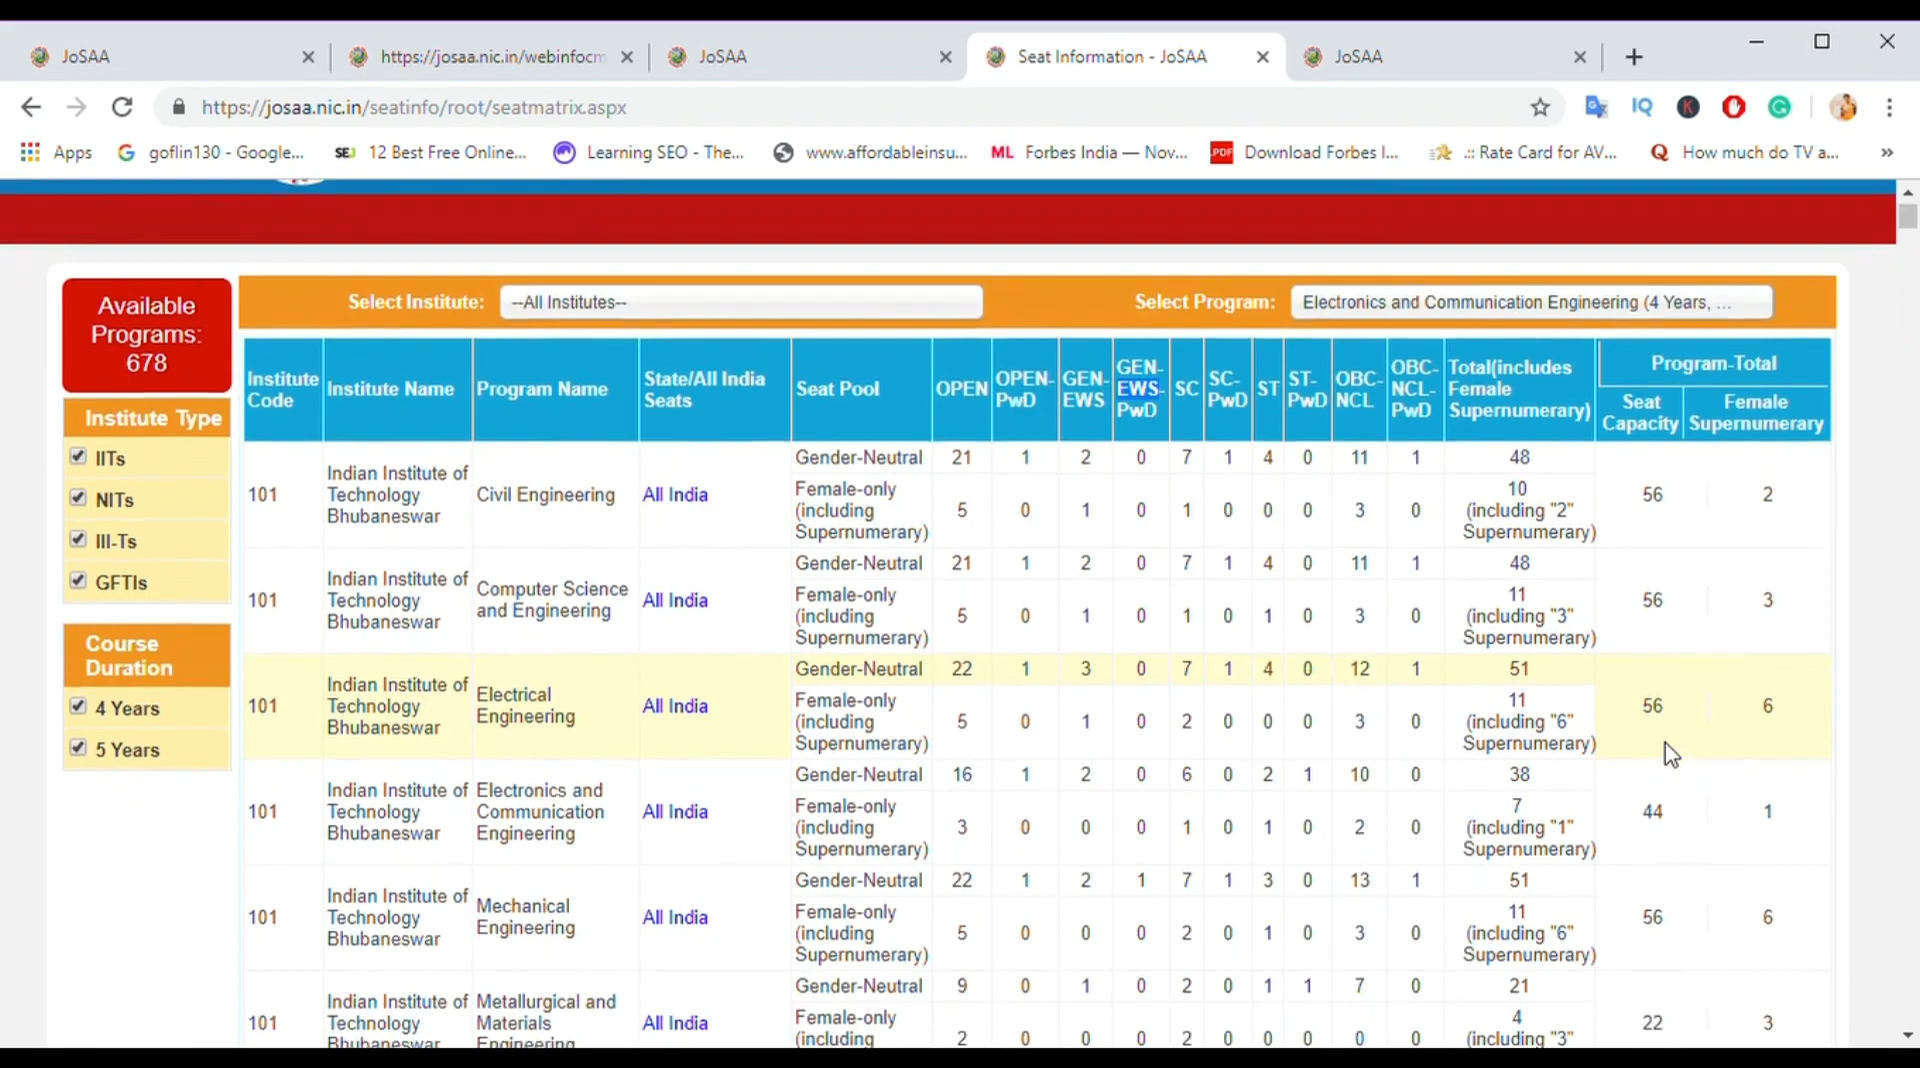 JoSAA
https://josaa.nic.in/webinfocm
JoSAA
Seat Information - JoSAA
JoSAA
https://josaa.nic.in/seatinfo/root/seatmatrix.aspx
IQ
K
G
Apps
G goflin130 - Google...
SEJ 12 Best Free Online...
Learning SEO - The...
www.affordableinsu...
ML Forbes India — Nov...
PDF Download Forbes I...
.:: Rate Card for AV...
Q How much do TV a...
»
Available
Programs:
678
Institute Type
IITs
NITs
III-Ts
GFTIs
Course
Duration
4 Years
5 Years
Select Institute: --All Institutes--
Select Program: Electronics and Communication Engineering (4 Years, ...
Institute
Code
Institute Name
Program Name
State/All India
Seats
Seat Pool
OPEN
OPEN-
PwD
GEN-
EWS
GEN-
EWS-
PwD
SC
SC-
PwD
ST
ST-
PwD
OBC-
NCL
OBC-
NCL-
PwD
Total(includes
Female
Supernumerary)
Program-Total
Seat
Capacity
Female
Supernumerary
101
Indian Institute of
Technology
Bhubaneswar
Civil Engineering
All India
Gender-Neutral 21 1 2 0 7 1 4 0 11 1 48
Female-only
(including
Supernumerary)
5 0 1 0 1 0 0 0 3 0
10
(including "2"
Supernumerary)
56 2
101
Indian Institute of
Technology
Bhubaneswar
Computer Science
and Engineering
All India
Gender-Neutral 21 1 2 0 7 1 4 0 11 1 48
Female-only
(including
Supernumerary)
5 0 1 0 1 0 1 0 3 0
11
(including "3"
Supernumerary)
56 3
101
Indian Institute of
Technology
Bhubaneswar
Electrical
Engineering
All India
Gender-Neutral 22 1 3 0 7 1 4 0 12 1 51
Female-only
(including
Supernumerary)
5 0 1 0 2 0 0 0 3 0
11
(including "6"
Supernumerary)
56 6
101
Indian Institute of
Technology
Bhubaneswar
Electronics and
Communication
Engineering
All India
Gender-Neutral 16 1 2 0 6 0 2 1 10 0 38
Female-only
(including
Supernumerary)
3 0 0 0 1 0 1 0 2 0
7
(including "1"
Supernumerary)
44 1
101
Indian Institute of
Technology
Bhubaneswar
Mechanical
Engineering
All India
Gender-Neutral 22 1 2 1 7 1 3 0 13 1 51
Female-only
(including
Supernumerary)
5 0 0 0 2 0 1 0 3 0
11
(including "6"
Supernumerary)
56 6
101
Indian Institute of
Technology
Bhubaneswar
Metallurgical and
Materials
Engineering
All India
Gender-Neutral 9 0 1 0 2 0 1 1 7 0 21
Female-only
(including
2 0 0 0 2 0 0 0 0 0
4
(including "3"
22 3